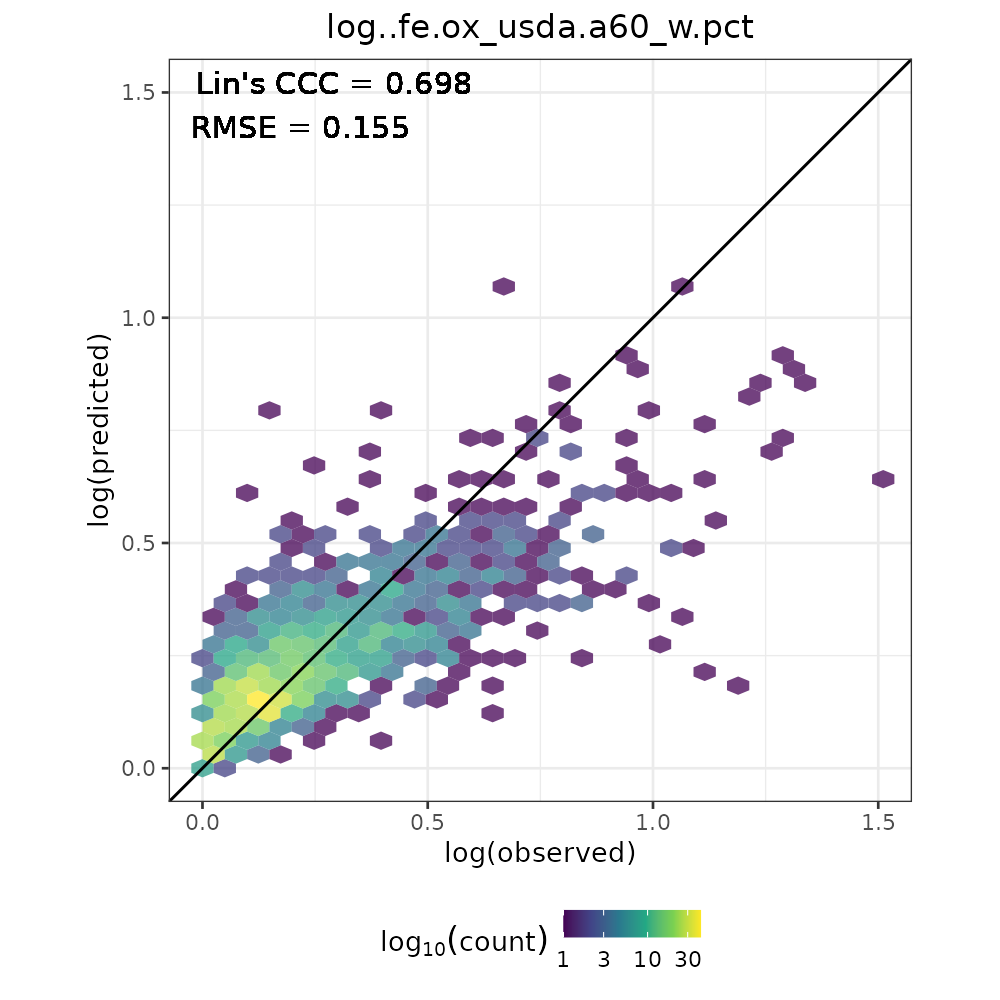 log..fe.ox_usda.a60_w.pct
Lin's CCC = 0.698
RMSE = 0.155
log(predicted)
1.5
1.0
0.5
0.0
0.0 0.5 1.0 1.5
log(observed)
log10(count)
1 3 10 30